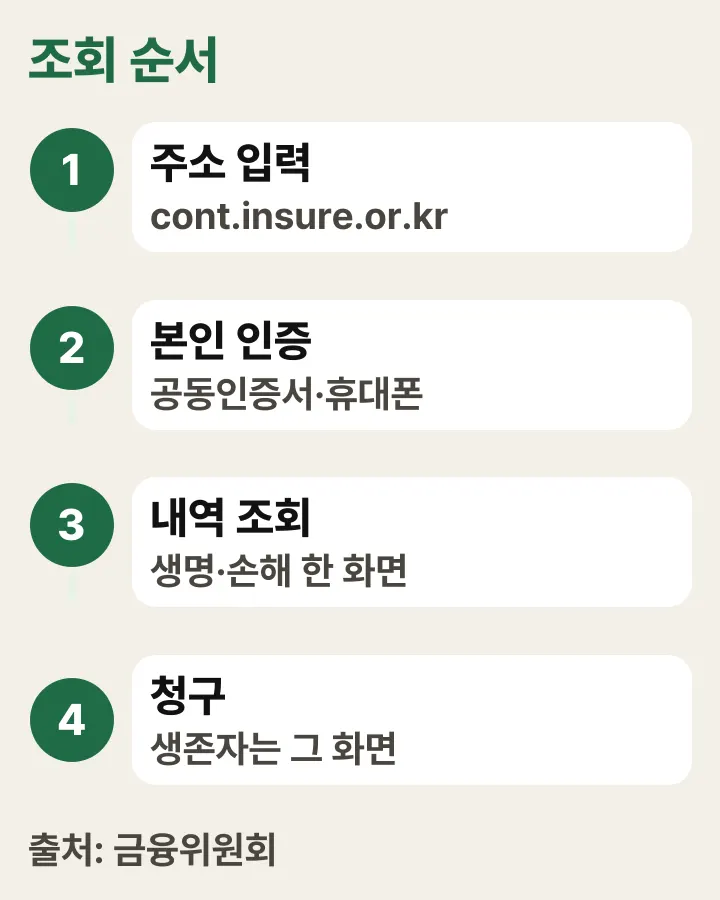 조회 순서
1
주소 입력
cont.insure.or.kr
2
본인 인증
공동인증서·휴대폰
3
내역 조회
생명·손해 한 화면
4
청구
생존자는 그 화면
출처: 금융위원회